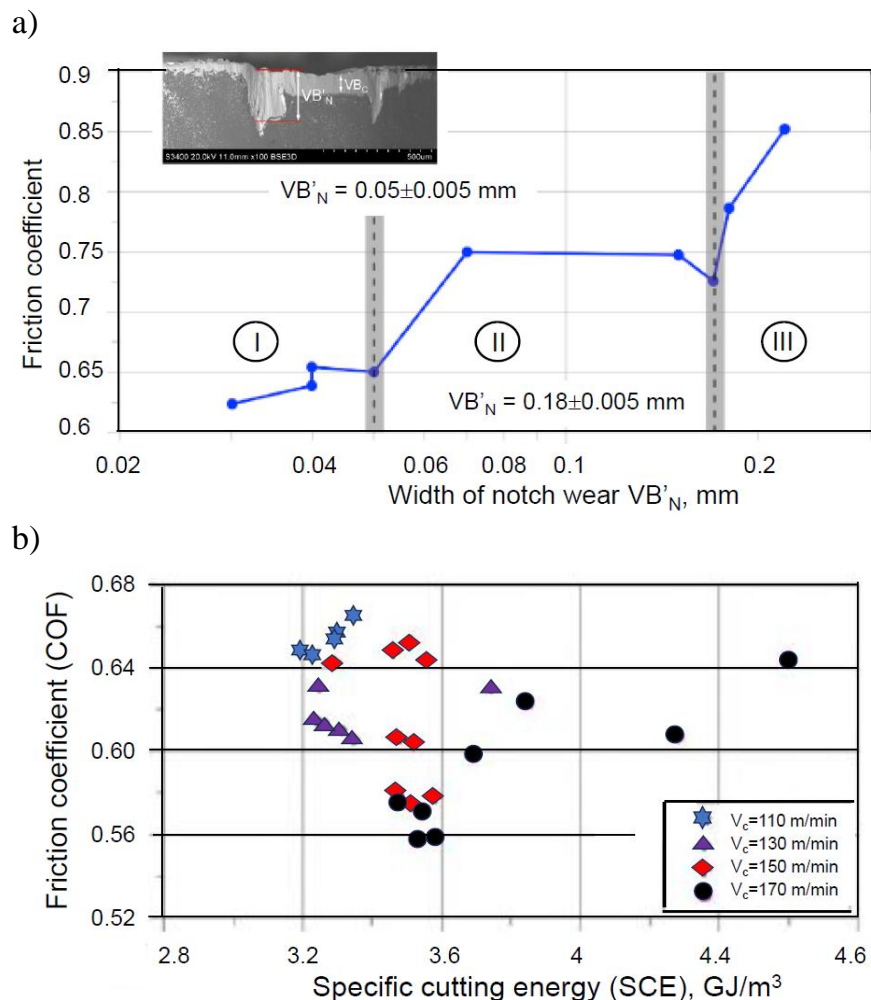 a)
0.9
0.85
0.8
0.75
0.7
0.65
0.6
Friction coefficient
VB'N
VBC
S3400 20.0kV 11.0mm x100 BSE3D
500um
VB'N = 0.05±0.005 mm
I
II
III
VB'N = 0.18±0.005 mm
0.02
0.04
0.06
0.08
0.1
0.2
Width of notch wear VB'N, mm
b)
0.68
0.64
0.60
0.56
0.52
Friction coefficient (COF)
Vc=110 m/min
Vc=130 m/min
Vc=150 m/min
Vc=170 m/min
2.8
3.2
3.6
4
4.4
4.6
Specific cutting energy (SCE), GJ/m³